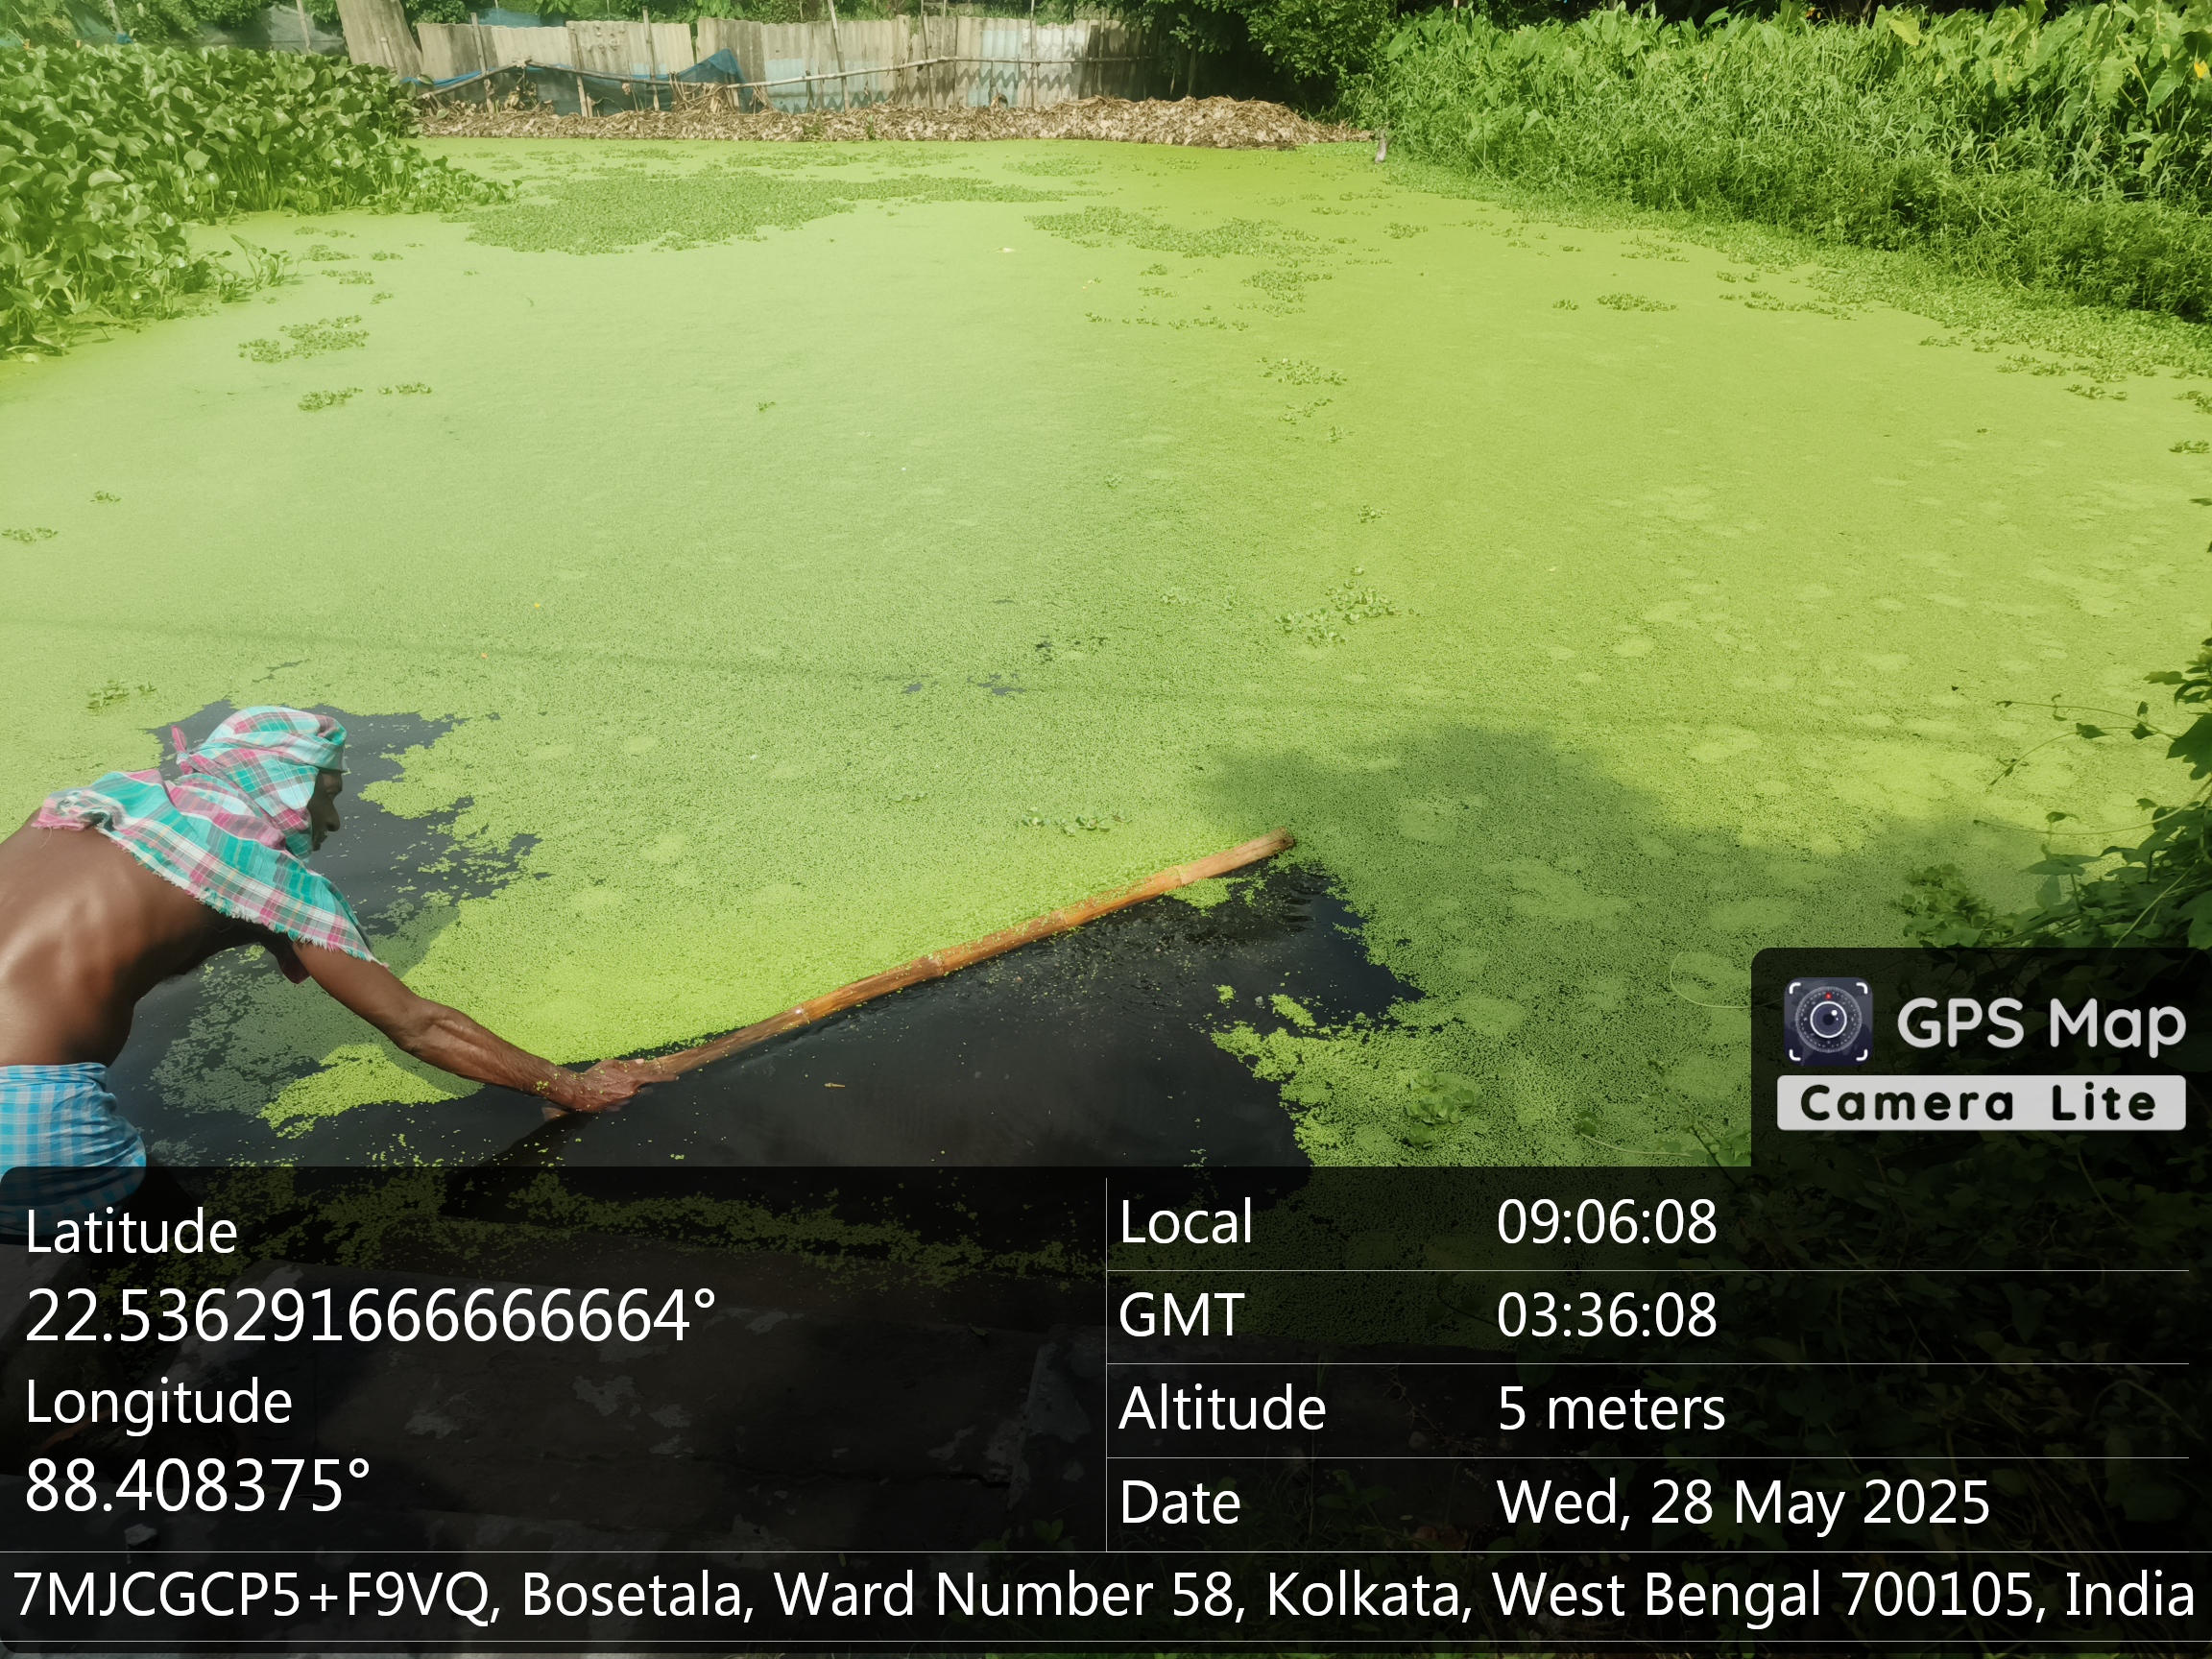 GPS Map
Camera Lite
Latitude
22.536291666666664°
Longitude
88.408375°
Local 09:06:08
GMT 03:36:08
Altitude 5 meters
Date Wed, 28 May 2025
7MJCGCP5+F9VQ, Bosetala, Ward Number 58, Kolkata, West Bengal 700105, India